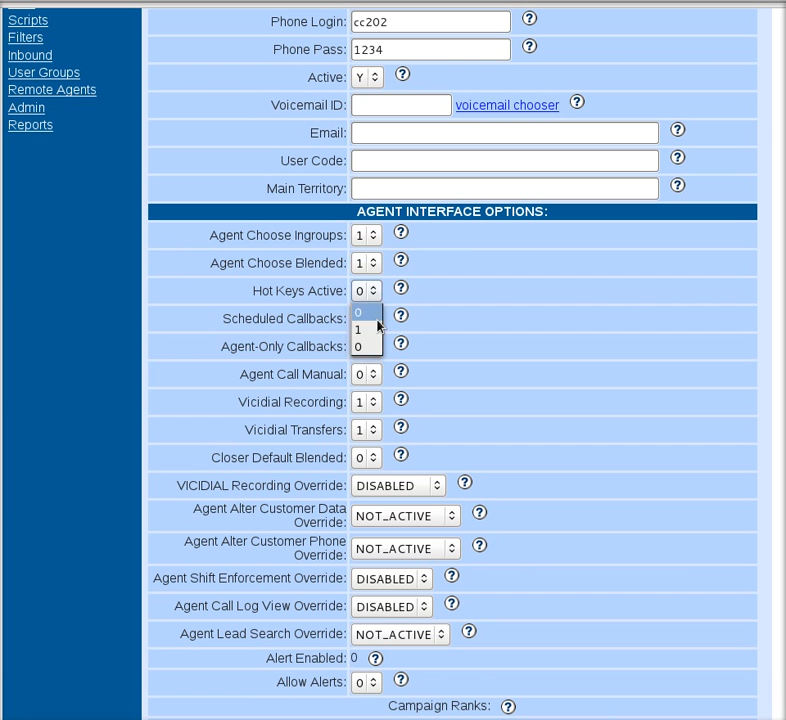 Scripts
Filters
Inbound
User Groups
Remote Agents
Admin
Reports
Phone Login: cc202 ?
Phone Pass: 1234 ?
Active: Y ?
Voicemail ID: voicemail chooser ?
Email: ?
User Code: ?
Main Territory: ?
AGENT INTERFACE OPTIONS:
Agent Choose Ingroups: 1 ?
Agent Choose Blended: 1 ?
Hot Keys Active: 0 ?
0
1
0
Scheduled Callbacks: ?
Agent-Only Callbacks: ?
Agent Call Manual: 0 ?
Vicidial Recording: 1 ?
Vicidial Transfers: 1 ?
Closer Default Blended: 0 ?
VICIDIAL Recording Override: DISABLED ?
Agent Alter Customer Data
Override: NOT_ACTIVE ?
Agent Alter Customer Phone
Override: NOT_ACTIVE ?
Agent Shift Enforcement Override: DISABLED ?
Agent Call Log View Override: DISABLED ?
Agent Lead Search Override: NOT_ACTIVE ?
Alert Enabled: 0 ?
Allow Alerts: 0 ?
Campaign Ranks: ?